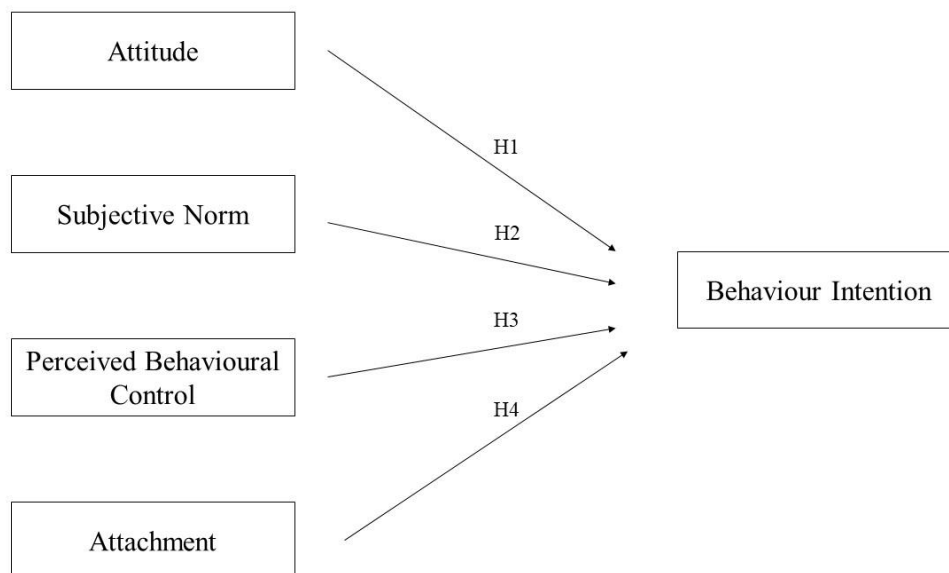 Attitude
H1
Subjective Norm
H2
Behaviour Intention
H3
Perceived Behavioural
Control
H4
Attachment